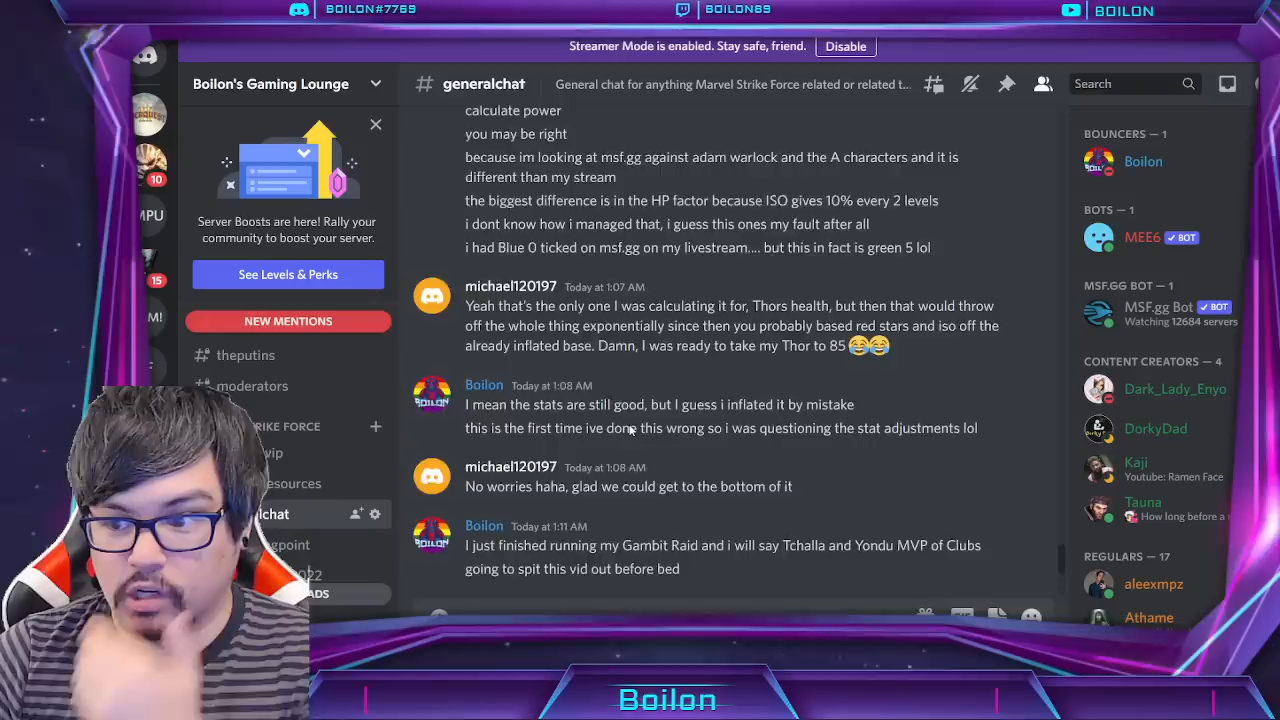 BOILON#7769
BOILON89
BOILON
Streamer Mode is enabled. Stay safe, friend.
Disable
Boilon's Gaming Lounge
generalchat
General chat for anything Marvel Strike Force related or related t...
Search
Server Boosts are here! Rally your
community to boost your server.
See Levels & Perks
NEW MENTIONS
theputins
moderators
10
MPU
15
calculate power
you may be right
because im looking at msf.gg against adam warlock and the A characters and it is
different than my stream
the biggest difference is in the HP factor because ISO gives 10% every 2 levels
i dont know how i managed that, i guess this ones my fault after all
i had Blue 0 ticked on msf.gg on my livestream.... but this in fact is green 5 lol
michael120197 Today at 1:07 AM
Yeah that's the only one I was calculating it for, Thors health, but then that would throw
off the whole thing exponentially since then you probably based red stars and iso off the
already inflated base. Damn, I was ready to take my Thor to 85 😂😂
Boilon Today at 1:08 AM
I mean the stats are still good, but I guess i inflated it by mistake
this is the first time ive done this wrong so i was questioning the stat adjustments lol
michael120197 Today at 1:08 AM
No worries haha, glad we could get to the bottom of it
Boilon Today at 1:11 AM
I just finished running my Gambit Raid and i will say Tchalla and Yondu MVP of Clubs
going to spit this vid out before bed
BOUNCERS — 1
Boilon
BOTS — 1
MEE6 ✓ BOT
MSF.GG BOT — 1
MSF.gg Bot ✓ BOT
Watching 12684 servers
CONTENT CREATORS — 4
Dark_Lady_Enyo
DorkyDad
Kaji
Youtube: Ramen Face
Tauna
How long before a
REGULARS — 17
aleexmpz
Athame
Boilon